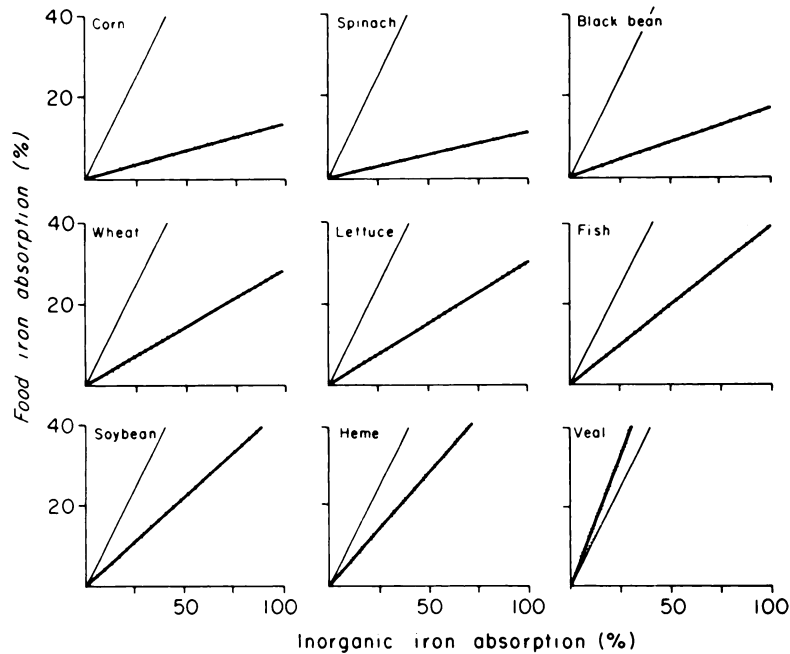 40 Corn Spinach Black bean
20
Food iron absorption (%)
40 Wheat Lettuce Fish
20
40 Soybean Heme Veal
20
50 100 50 100 50 100
Inorganic iron absorption (%)